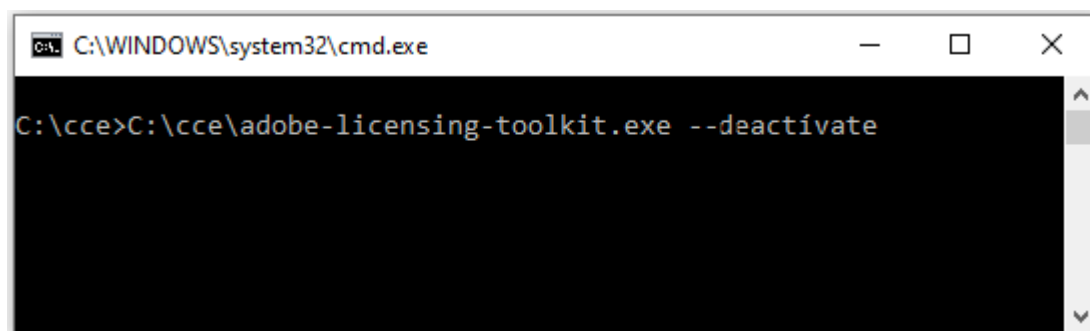 C:\WINDOWS\system32\cmd.exe
C:\cce>C:\cce\adobe-licensing-toolkit.exe --deactívate